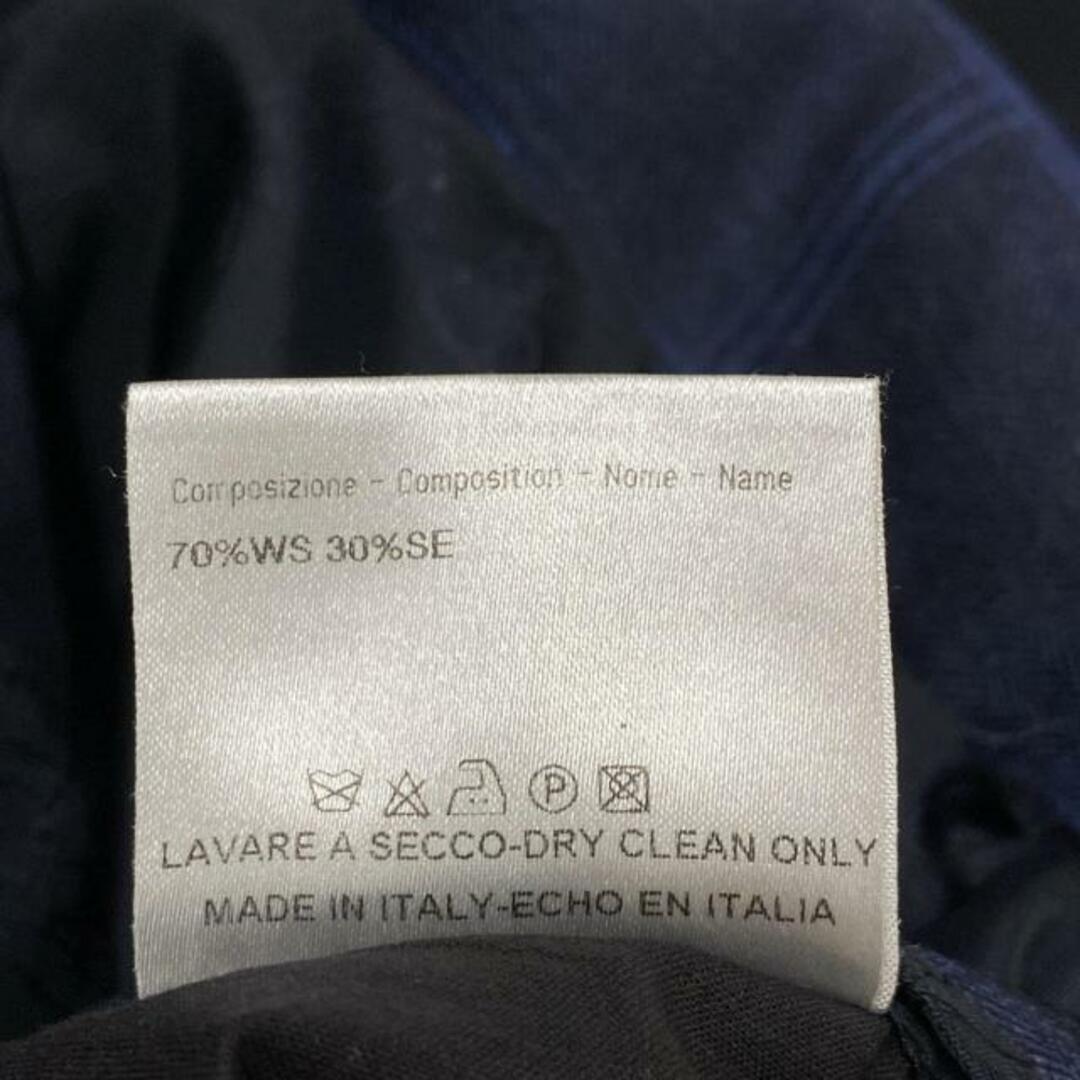 Composizione - Composition - Nome - Name
70%WS 30%SE
P
LAVARE A SECCO-DRY CLEAN ONLY
MADE IN ITALY-ECHO EN ITALIA